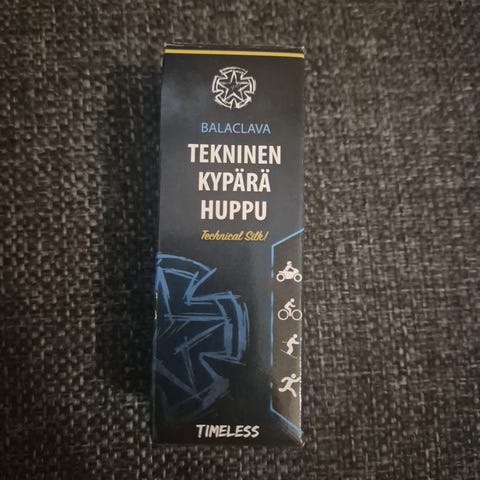 BALACLAVA
TEKNINEN
KYPÄRÄ
HUPPU
Technical Silk!
TIMELESS